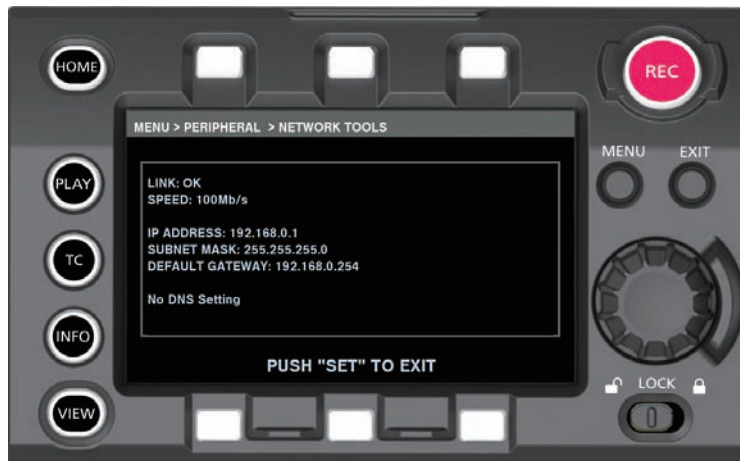 HOME
REC
MENU > PERIPHERAL > NETWORK TOOLS
MENU EXIT
PLAY
LINK: OK
SPEED: 100Mb/s
IP ADDRESS: 192.168.0.1
SUBNET MASK: 255.255.255.0
DEFAULT GATEWAY: 192.168.0.254
TC
No DNS Setting
INFO
PUSH "SET" TO EXIT
LOCK
VIEW